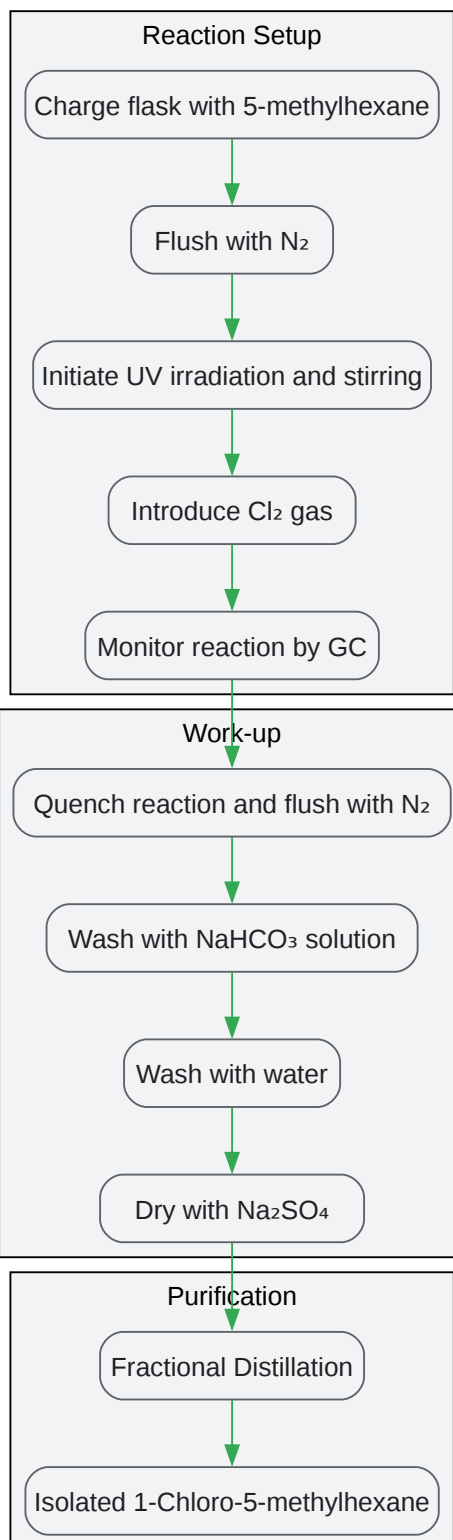 Reaction Setup
Charge flask with 5-methylhexane
Flush with N₂
Initiate UV irradiation and stirring
Introduce Cl₂ gas
Monitor reaction by GC
Work-up
Quench reaction and flush with N₂
Wash with NaHCO₃ solution
Wash with water
Dry with Na₂SO₄
Purification
Fractional Distillation
Isolated 1-Chloro-5-methylhexane